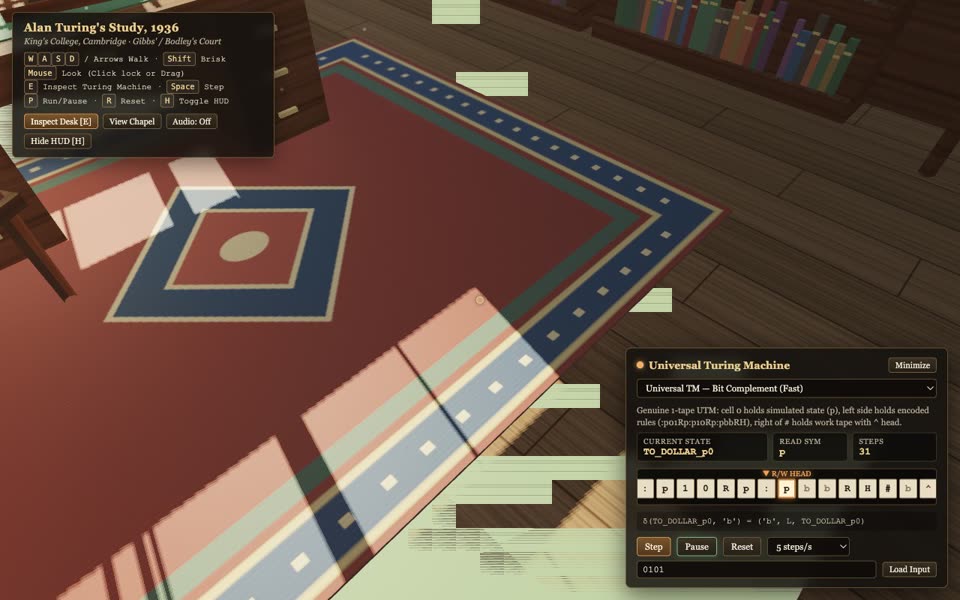 Alan Turing's Study, 1936
King's College, Cambridge · Gibbs' / Bodley's Court
W A S D / Arrows Walk · Shift Brisk
Mouse Look (Click lock or Drag)
E Inspect Turing Machine · Space Step
P Run/Pause · R Reset · H Toggle HUD
Inspect Desk [E] View Chapel Audio: Off
Hide HUD [H]
Universal Turing Machine Minimize
Universal TM — Bit Complement (Fast)
Genuine 1-tape UTM: cell 0 holds simulated state (p), left side holds encoded
rules (:p01Rp:p10Rp:pbbRH), right of # holds work tape with ^ head.
CURRENT STATE READ SYM STEPS
TO_DOLLAR_p0 p 31
▼ R/W HEAD
: p 1 0 R p : p b b R H # b ^
δ(TO_DOLLAR_p0, 'b') = ('b', L, TO_DOLLAR_p0)
Step Pause Reset 5 steps/s
0101 Load Input